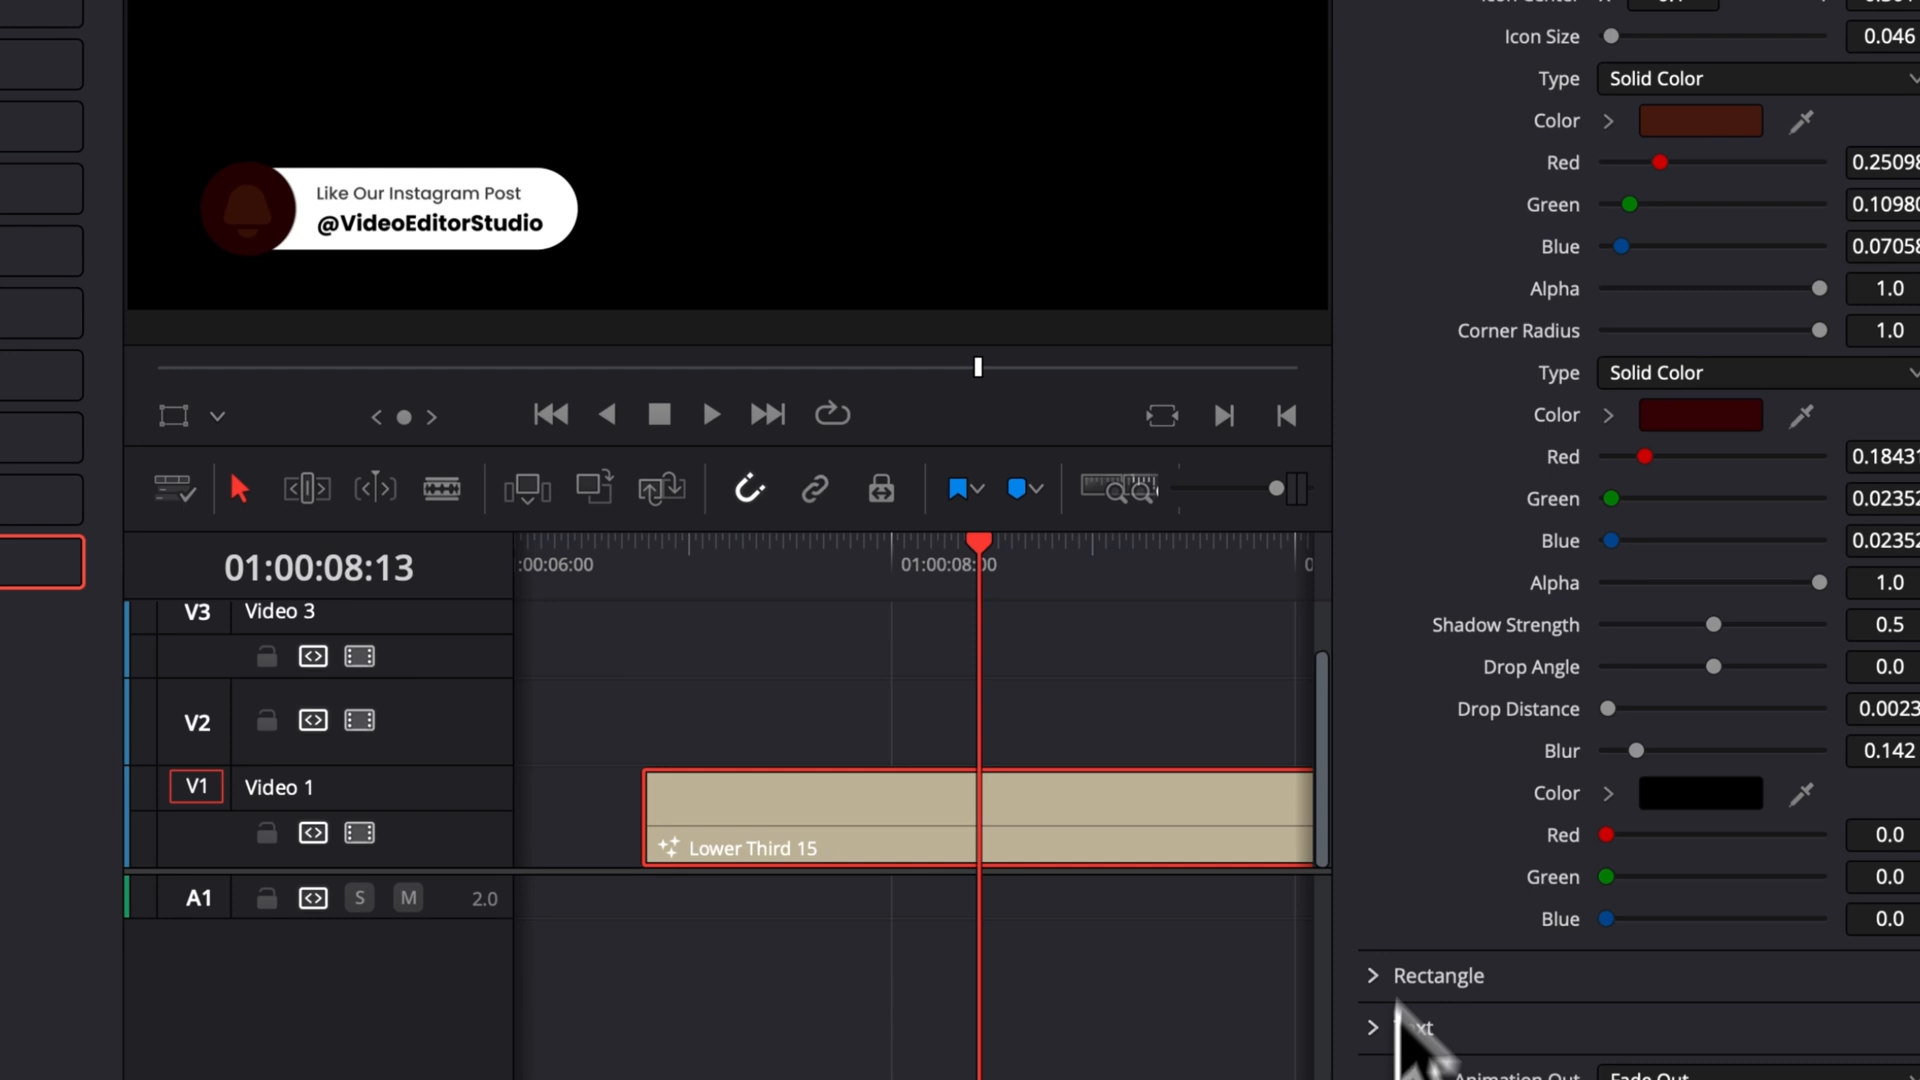 Like Our Instagram Post
@VideoEditorStudio
01:00:08:13
:00:06:00
01:00:08:00
V3 Video 3
V2
V1 Video 1
Lower Third 15
A1 S M 2.0
Icon Size 0.046
Type Solid Color
Color
Red 0.25098
Green 0.10980
Blue 0.07058
Alpha 1.0
Corner Radius 1.0
Type Solid Color
Color
Red 0.18431
Green 0.02352
Blue 0.02352
Alpha 1.0
Shadow Strength 0.5
Drop Angle 0.0
Drop Distance 0.0023
Blur 0.142
Color
Red 0.0
Green 0.0
Blue 0.0
Rectangle
Animation Out Fade Out